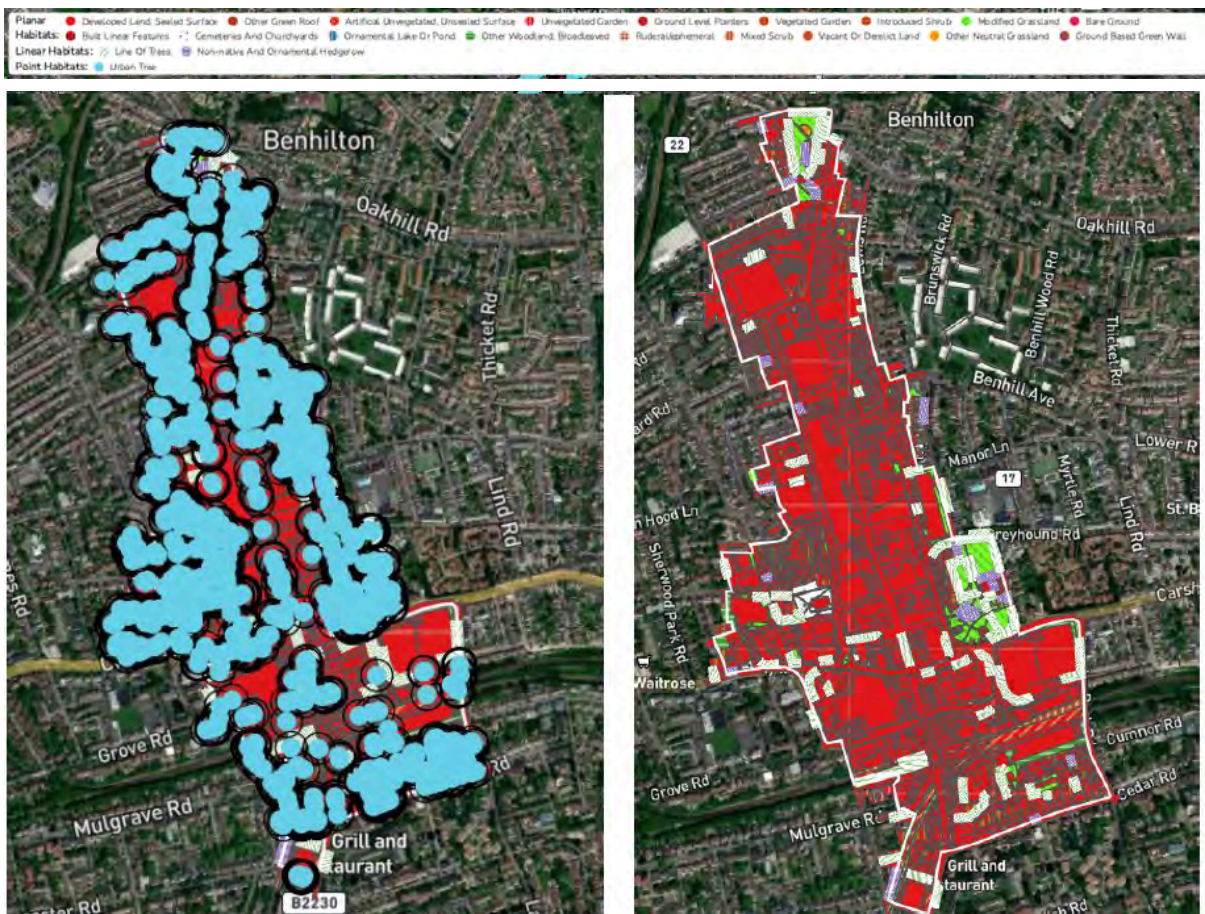 Planar Developed Land, Sealed Surface Other Green Roof Artificial Unvegetated, Unsealed Surface Unvegetated Garden Ground Level Planters Vegetated Garden Introduced Shrub Modified Grassland Bare Ground
Habitats: Built Linear Features Cemeteries And Churchyards Ornamental Lake Or Pond Other Woodland, Broadleaved Ruderal/ephemeral Mixed Scrub Vacant Or Derelict Land Other Neutral Grassland Ground Based Green Wall
Linear Habitats: Line Of Trees Non-native And Ornamental Hedgerow
Point Habitats: Urban Tree
Benhilton
Oakhill Rd
Thicket Rd
Lind Rd
Grove Rd
Mulgrave Rd
Grill and
taurant
B2230
Benhilton
22
Oakhill Rd
Brunswick Rd
Benhill Wood Rd
Thicket Rd
Benhill Ave
ard Rd
Lower R
Manor Ln
17
Myrtle Rd
Lind Rd
St. B
n Hood Ln
reyhound Rd
Sherwood Park Rd
Carsh
Waitrose
Cumnor Rd
Grove Rd
Cedar Rd
Mulgrave R
Grill and
taurant